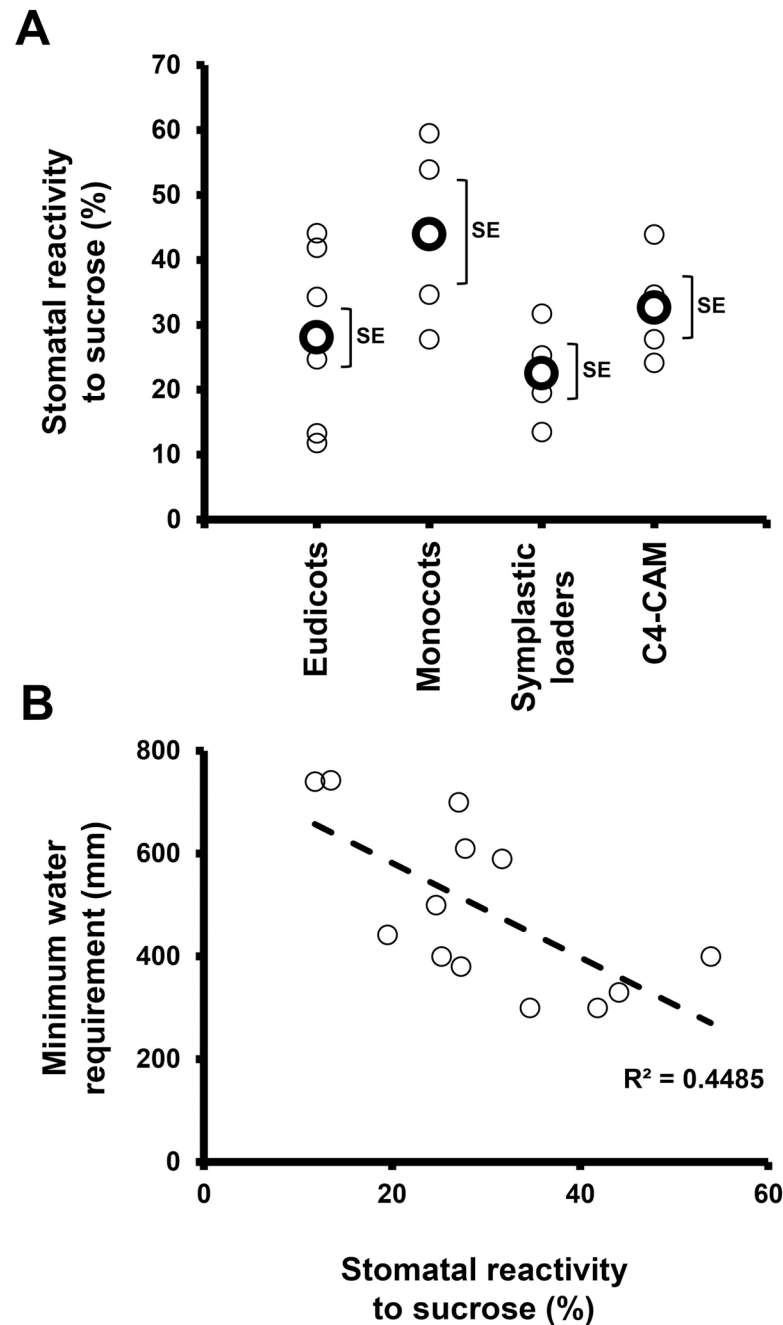 A
Stomatal reactivity
to sucrose (%)
70
60
50
40
30
20
10
0
SE
SE
SE
SE
Eudicots
Monocots
Symplastic
loaders
C4-CAM
B
Minimum water
requirement (mm)
800
600
400
200
0
R² = 0.4485
0
20
40
60
Stomatal reactivity
to sucrose (%)